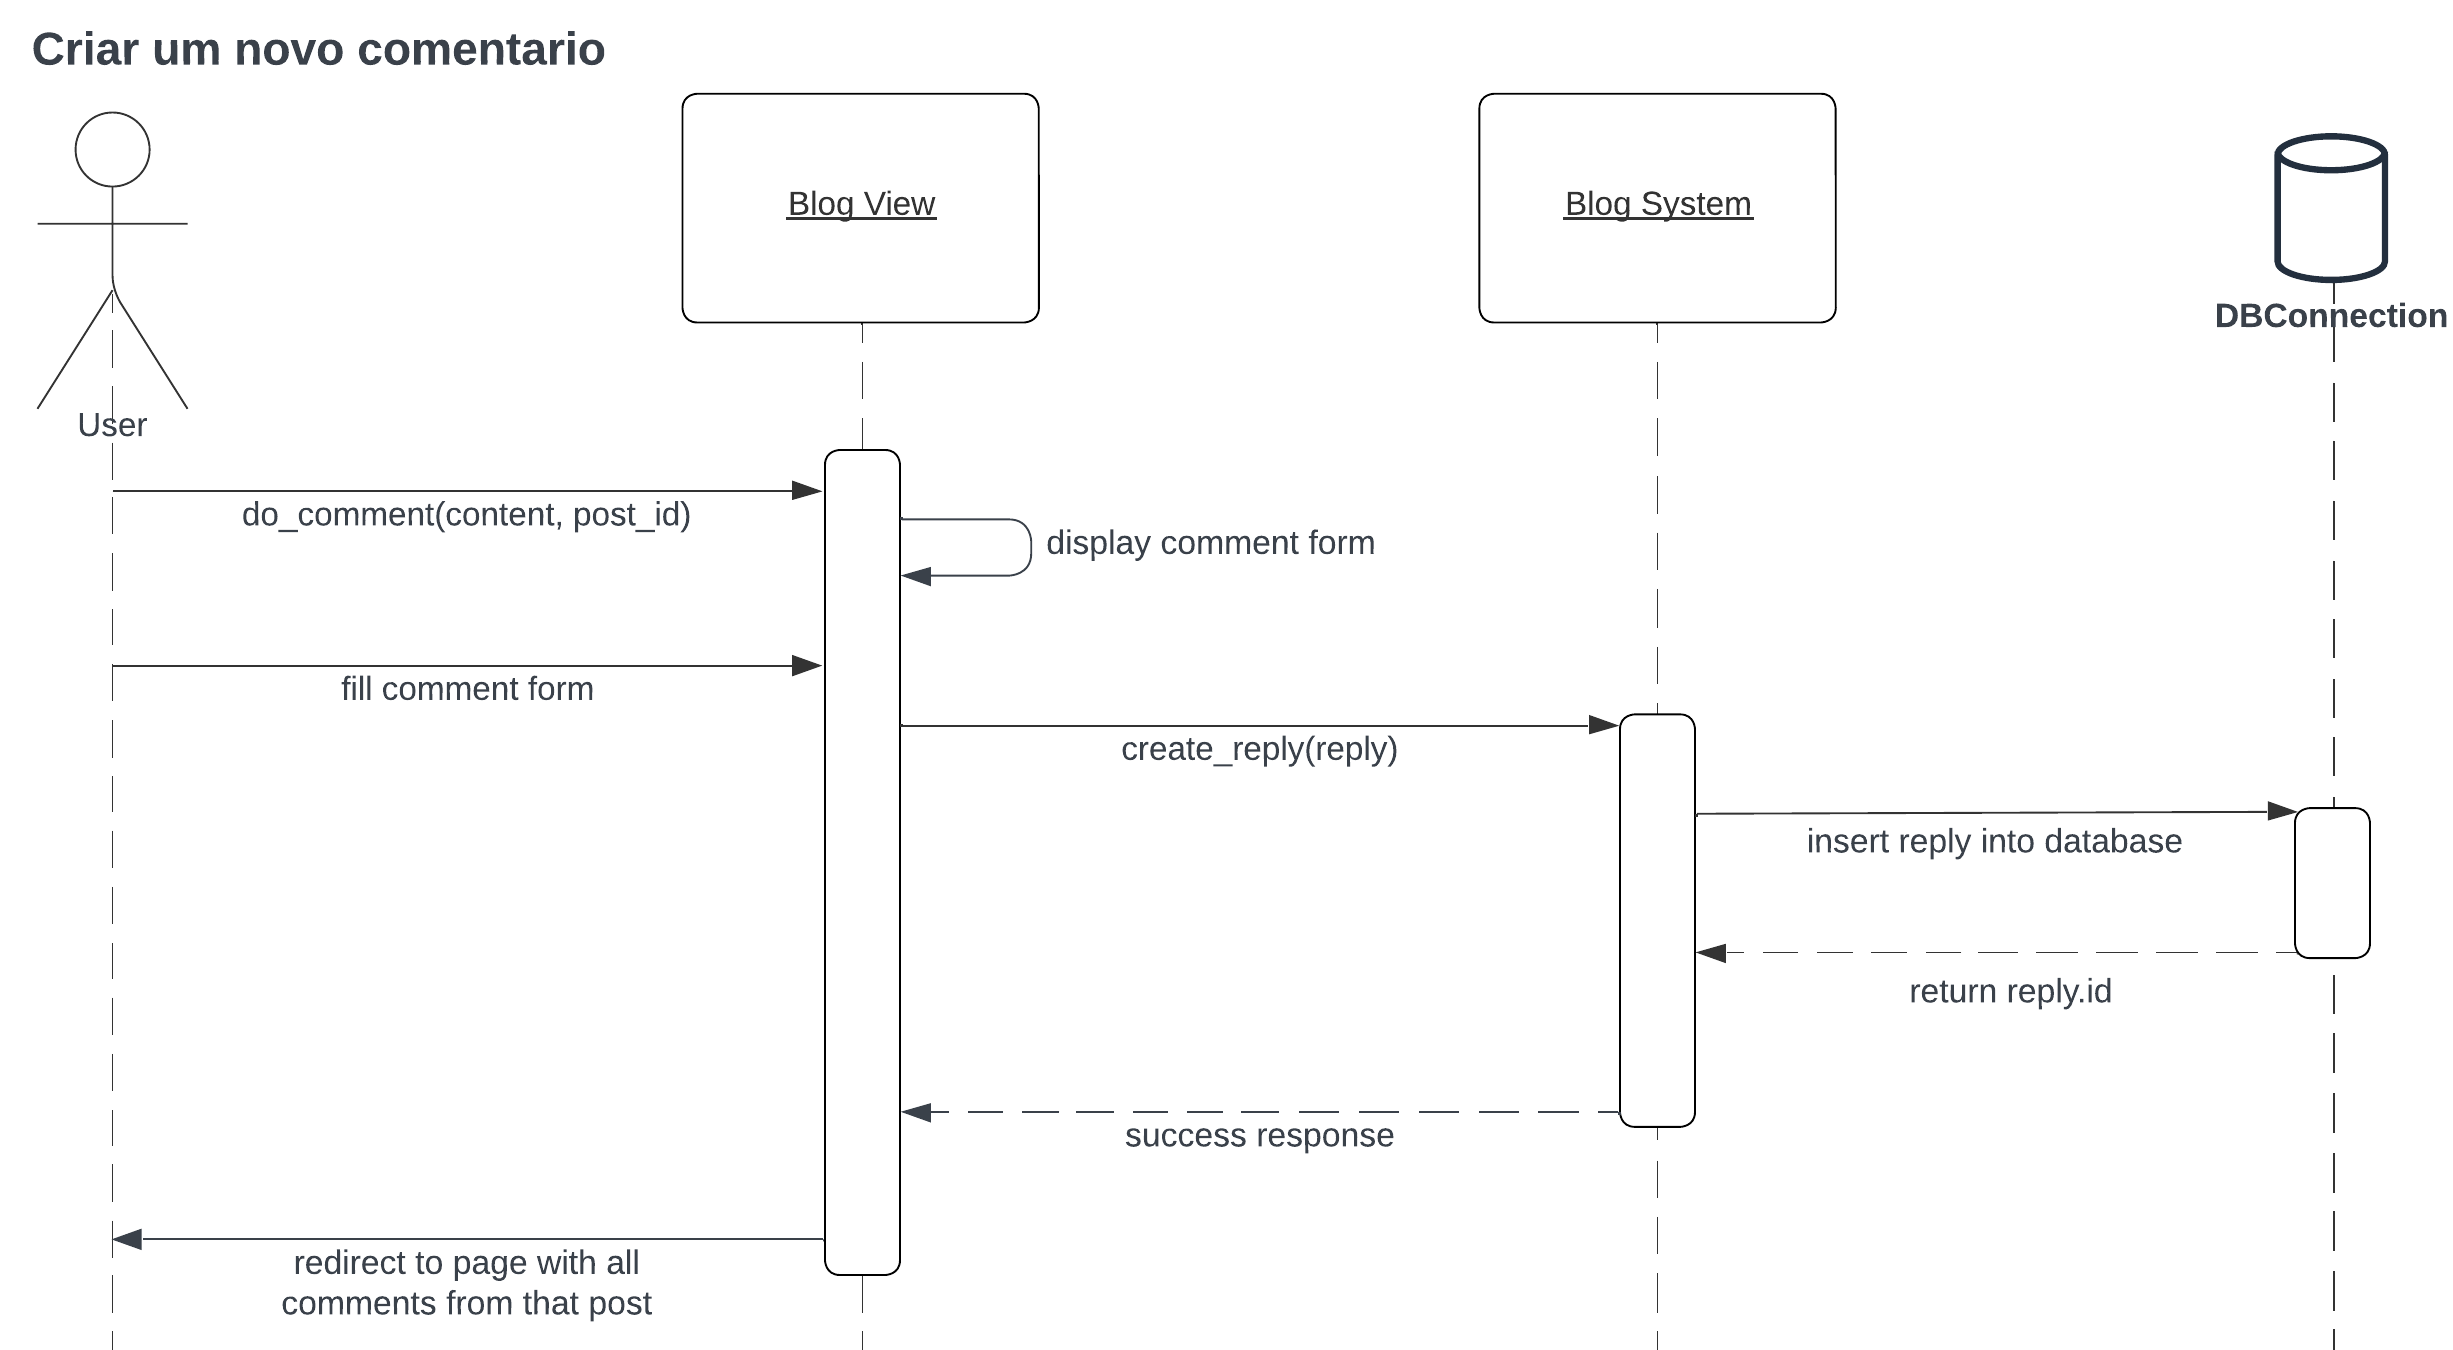 Criar um novo comentario
Blog View
Blog System
DBConnection
User
do_comment(content, post_id)
display comment form
fill comment form
create_reply(reply)
insert reply into database
return reply.id
success response
redirect to page with all
comments from that post